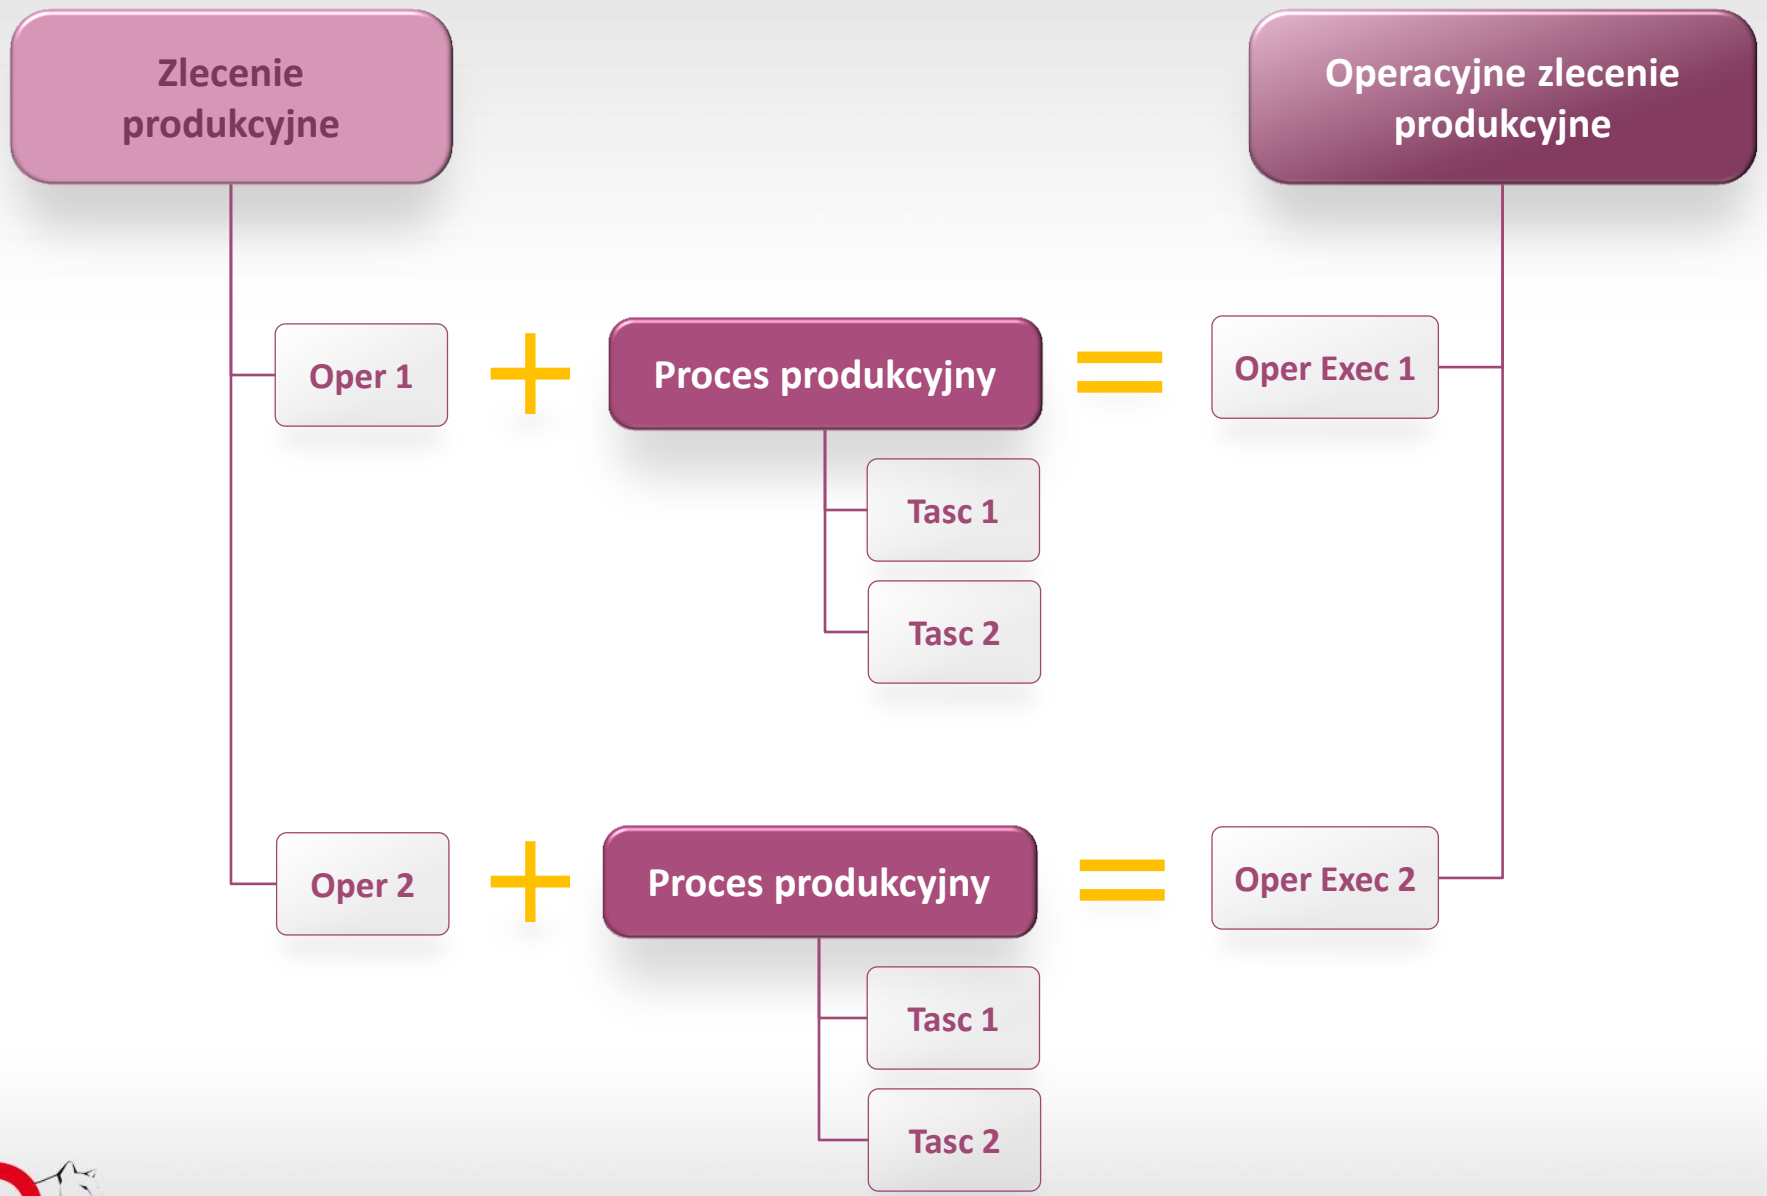 Zlecenie
produkcyjne
Operacyjne zlecenie
produkcyjne
Oper 1
Proces produkcyjny
Oper Exec 1
Tasc 1
Tasc 2
Oper 2
Proces produkcyjny
Oper Exec 2
Tasc 1
Tasc 2